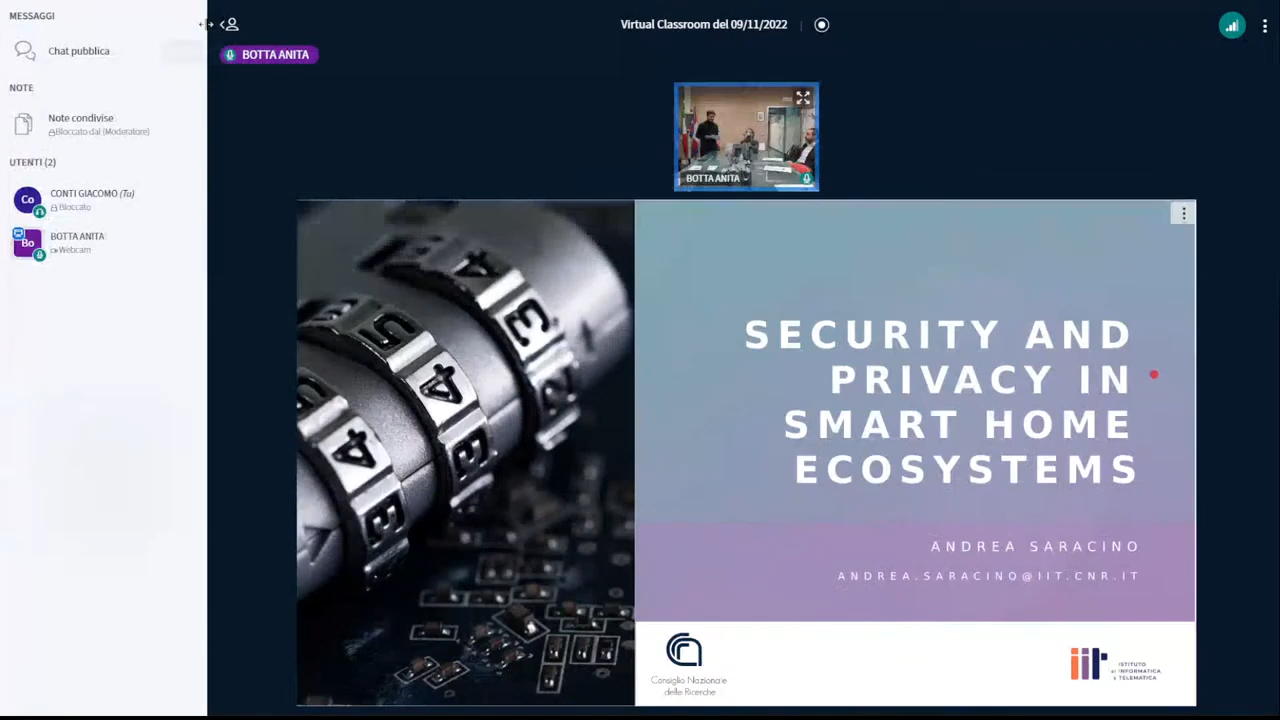 MESSAGGI
Chat pubblica
NOTE
Note condivise
Bloccato dal (Moderatore)
UTENTI (2)
Co
CONTI GIACOMO (Tu)
Bloccato
Bo
BOTTA ANITA
Webcam
Virtual Classroom del 09/11/2022
BOTTA ANITA
BOTTA ANITA
SECURITY AND
PRIVACY IN
SMART HOME
ECOSYSTEMS
ANDREA SARACINO
ANDREA.SARACINO@IIT.CNR.IT
Consiglio Nazionale
delle Ricerche
iit
ISTITUTO
DI INFORMATICA
E TELEMATICA